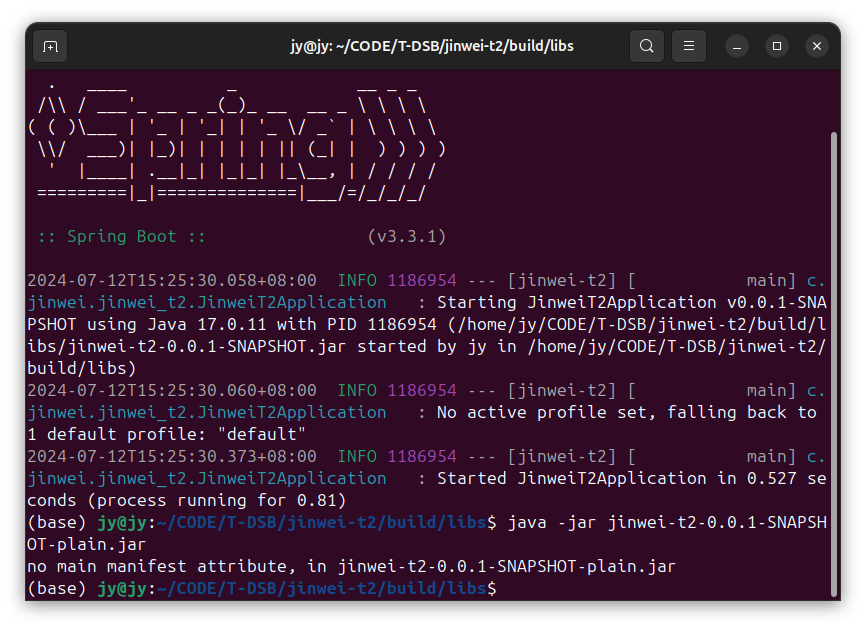 jy@jy: ~/CODE/T-DSB/jinwei-t2/build/libs
  .   ____          _            __ _ _
 /\\ / ___'_ __ _ _(_)_ __  __ _ \ \ \ \
( ( )\___ | '_ | '_| | '_ \/ _` | \ \ \ \
 \\/  ___)| |_)| | | | | || (_| |  ) ) ) )
  '  |____| .__|_| |_|_| |_\__, | / / / /
 =========|_|==============|___/=/_/_/_/
 :: Spring Boot ::                (v3.3.1)
2024-07-12T15:25:30.058+08:00  INFO 1186954 --- [jinwei-t2] [           main] c.
jinwei.jinwei_t2.JinweiT2Application   : Starting JinweiT2Application v0.0.1-SNA
PSHOT using Java 17.0.11 with PID 1186954 (/home/jy/CODE/T-DSB/jinwei-t2/build/l
ibs/jinwei-t2-0.0.1-SNAPSHOT.jar started by jy in /home/jy/CODE/T-DSB/jinwei-t2/
build/libs)
2024-07-12T15:25:30.060+08:00  INFO 1186954 --- [jinwei-t2] [           main] c.
jinwei.jinwei_t2.JinweiT2Application   : No active profile set, falling back to
1 default profile: "default"
2024-07-12T15:25:30.373+08:00  INFO 1186954 --- [jinwei-t2] [           main] c.
jinwei.jinwei_t2.JinweiT2Application   : Started JinweiT2Application in 0.527 se
conds (process running for 0.81)
(base) jy@jy:~/CODE/T-DSB/jinwei-t2/build/libs$ java -jar jinwei-t2-0.0.1-SNAPSH
OT-plain.jar
no main manifest attribute, in jinwei-t2-0.0.1-SNAPSHOT-plain.jar
(base) jy@jy:~/CODE/T-DSB/jinwei-t2/build/libs$